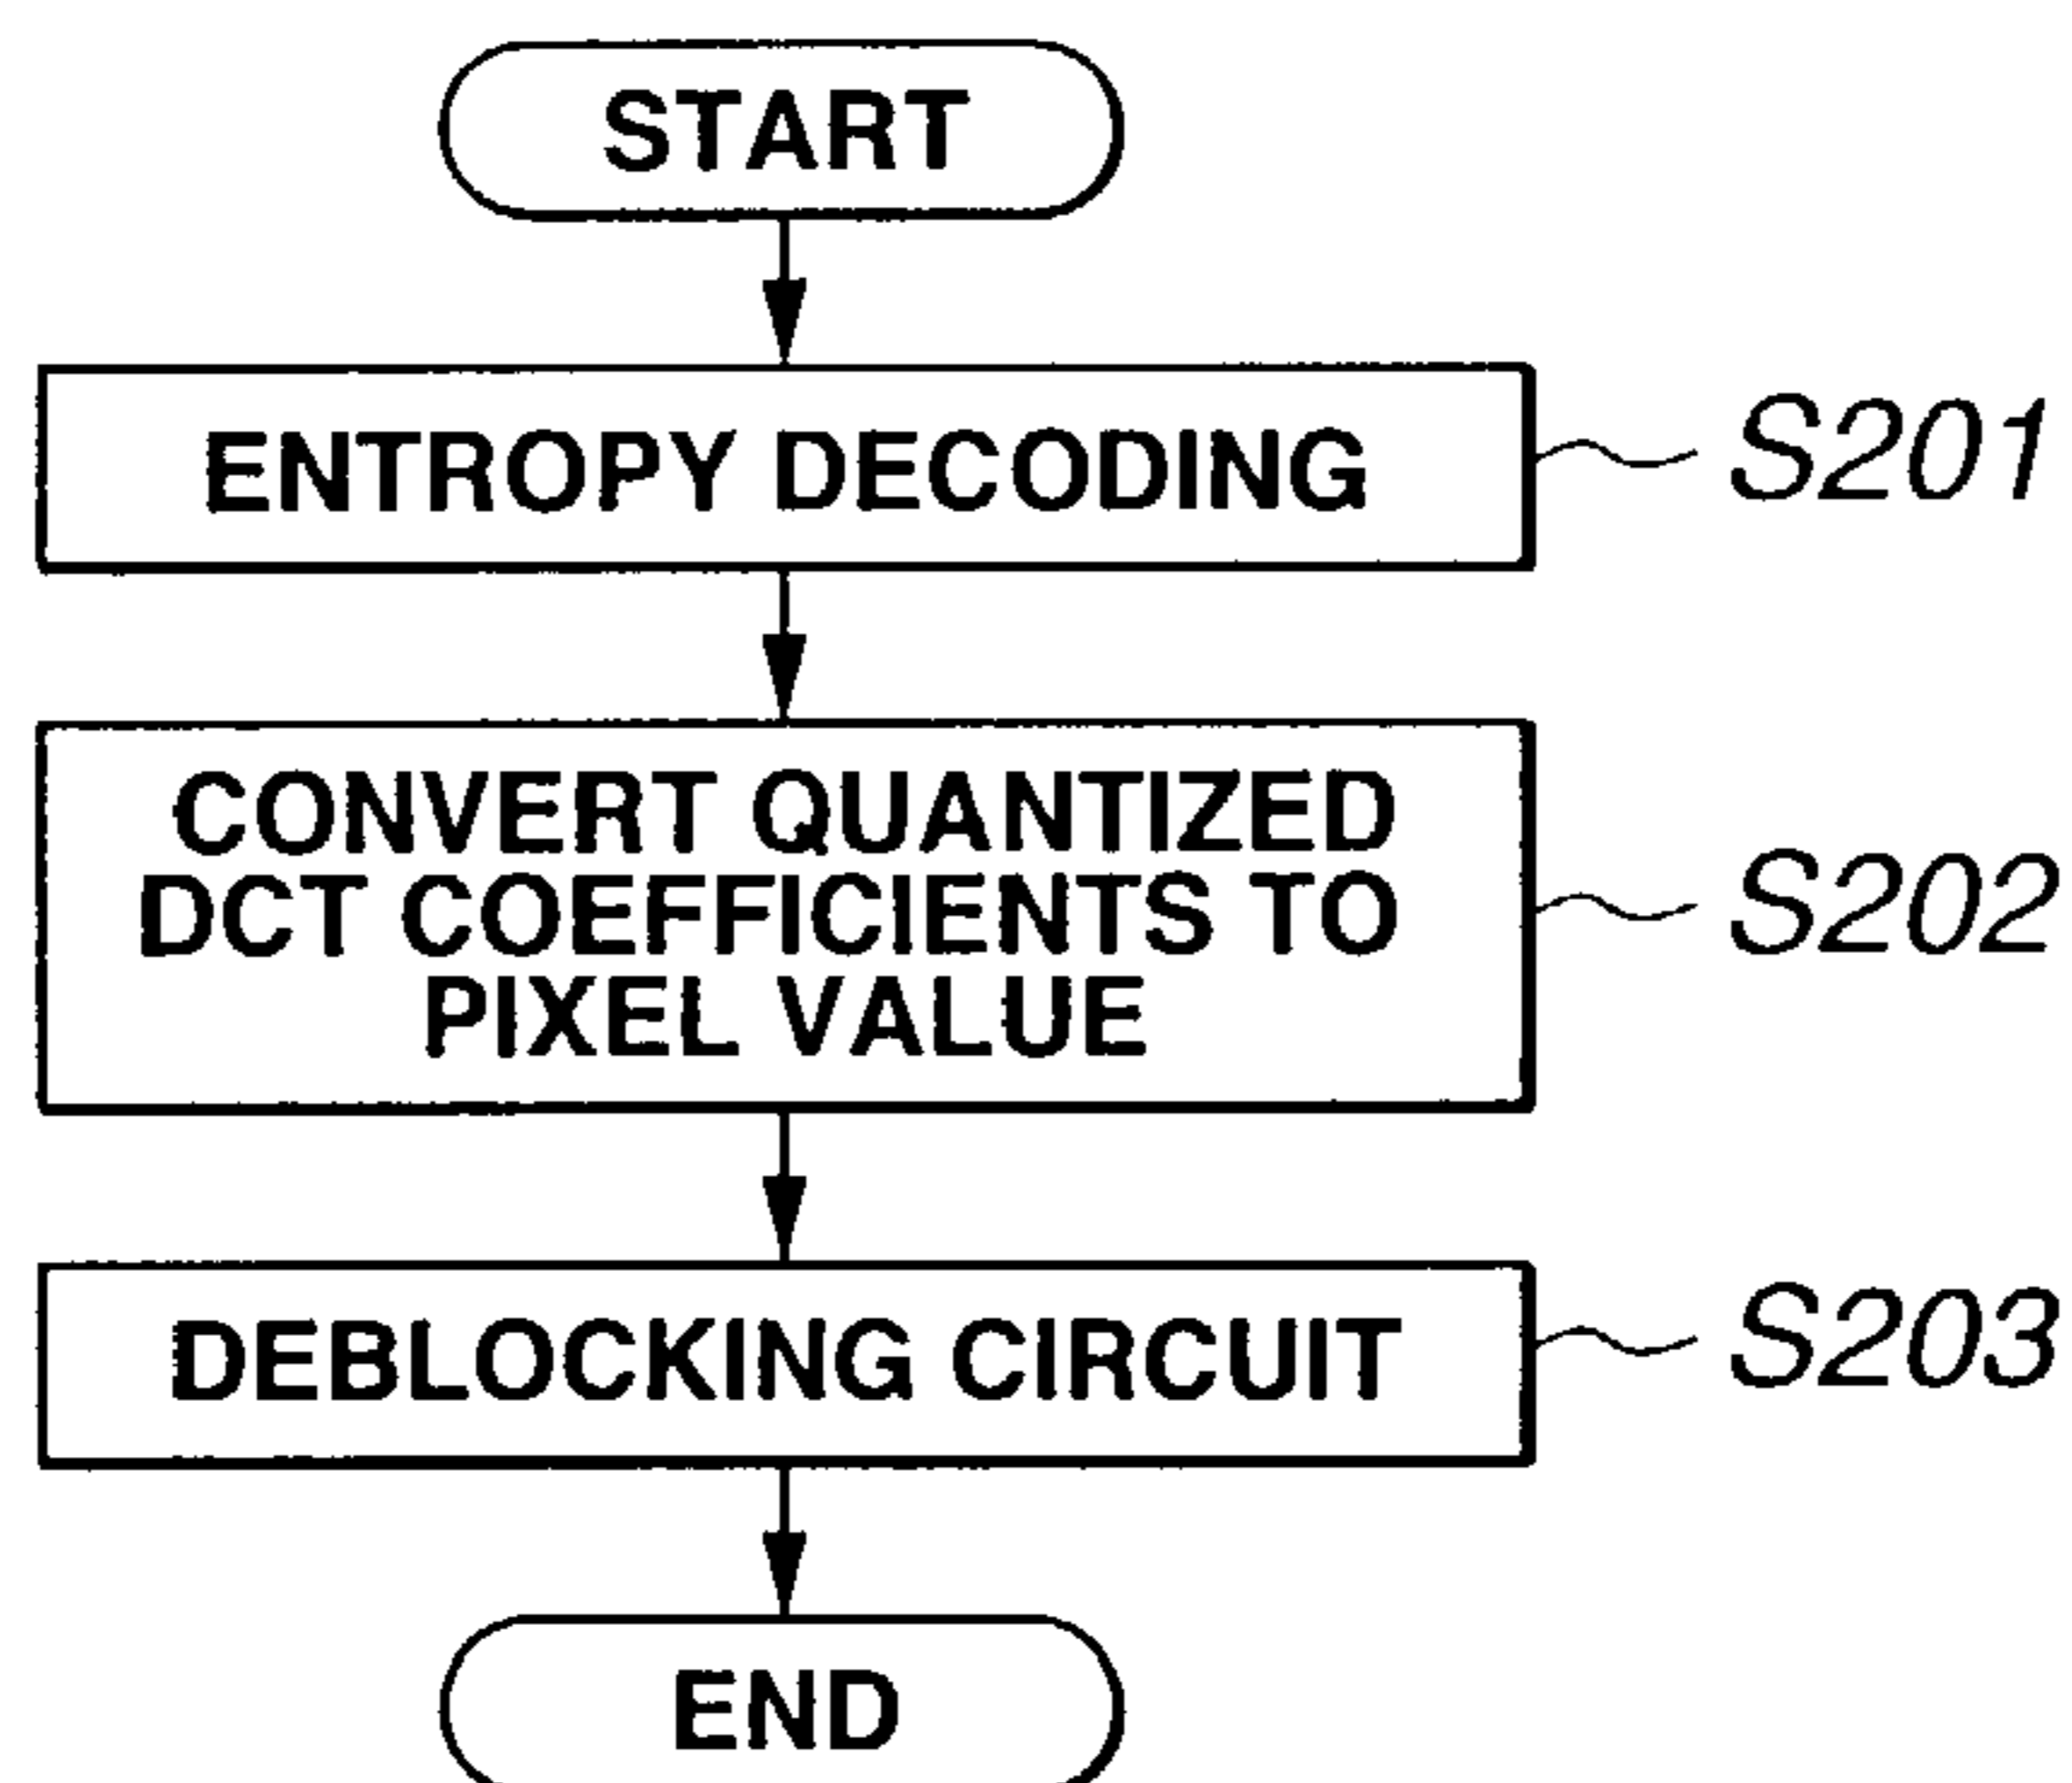 START
ENTROPY DECODING
S201
CONVERT QUANTIZED
DCT COEFFICIENTS TO
PIXEL VALUE
S202
DEBLOCKING CIRCUIT
S203
END